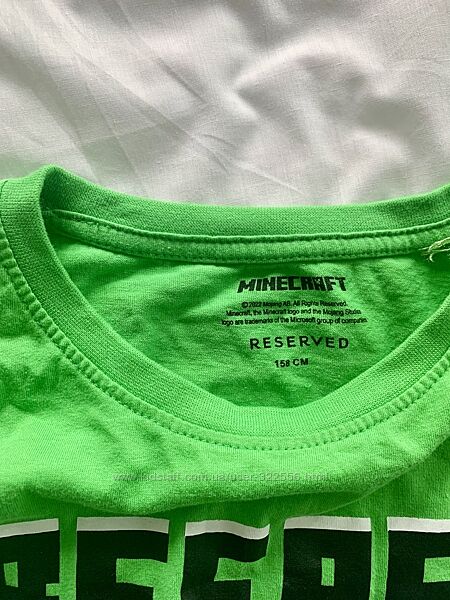 MINECRAFT
© 2022 Mojang AB. All Rights Reserved.
Minecraft, the Minecraft logo and the Mojang Studios
logo are trademarks of the Microsoft group of companies.
RESERVED
158 CM